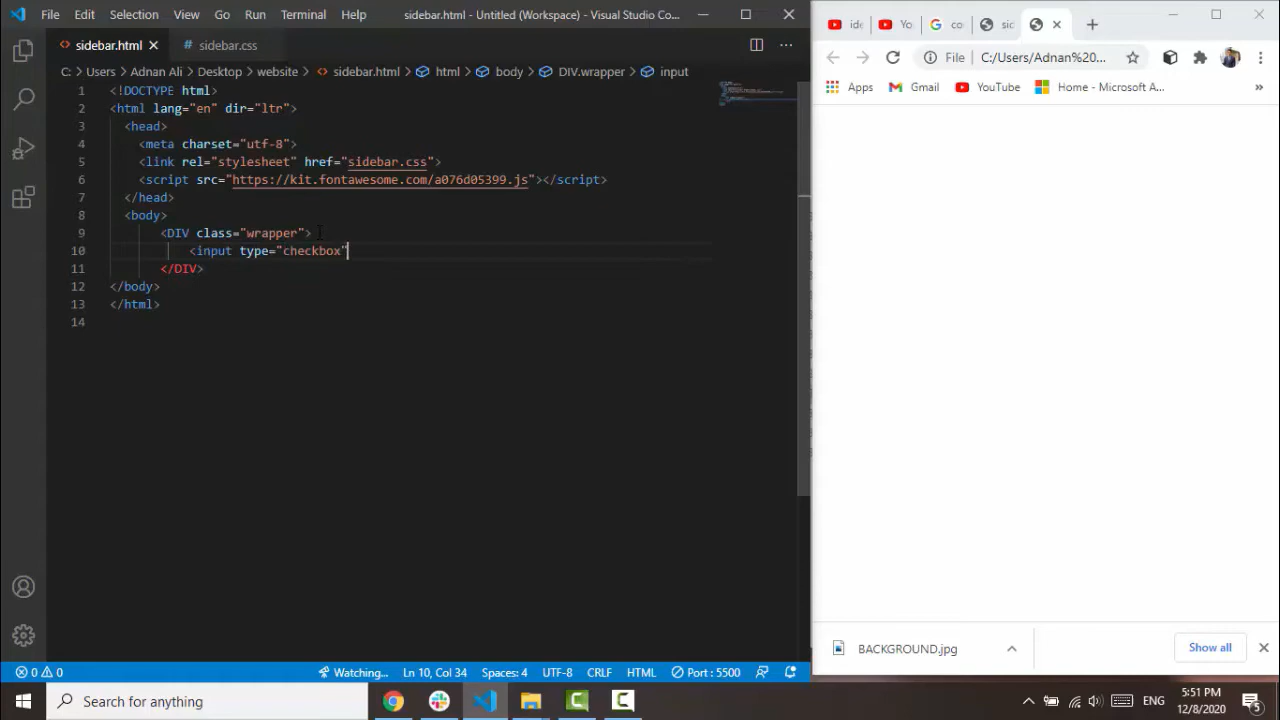 File Edit Selection View Go Run Terminal Help sidebar.html - Untitled (Workspace) - Visual Studio Co...
sidebar.html
sidebar.css
C: > Users > Adnan Ali > Desktop > website > sidebar.html > html > body > DIV.wrapper > input
1 <!DOCTYPE html>
2 <html lang="en" dir="ltr">
3 <head>
4 <meta charset="utf-8">
5 <link rel="stylesheet" href="sidebar.css">
6 <script src="https://kit.fontawesome.com/a076d05399.js"></script>
7 </head>
8 <body>
9 <DIV class="wrapper">
10 <input type="checkbox"
11 </DIV>
12 </body>
13 </html>
14
0 0 Watching... Ln 10, Col 34 Spaces: 4 UTF-8 CRLF HTML Port : 5500
ide
Yo
co
sic
File C:/Users/Adnan%20...
Apps Gmail YouTube Home - Microsoft A... »
BACKGROUND.jpg
Show all
Search for anything
ENG
5:51 PM
12/8/2020
5